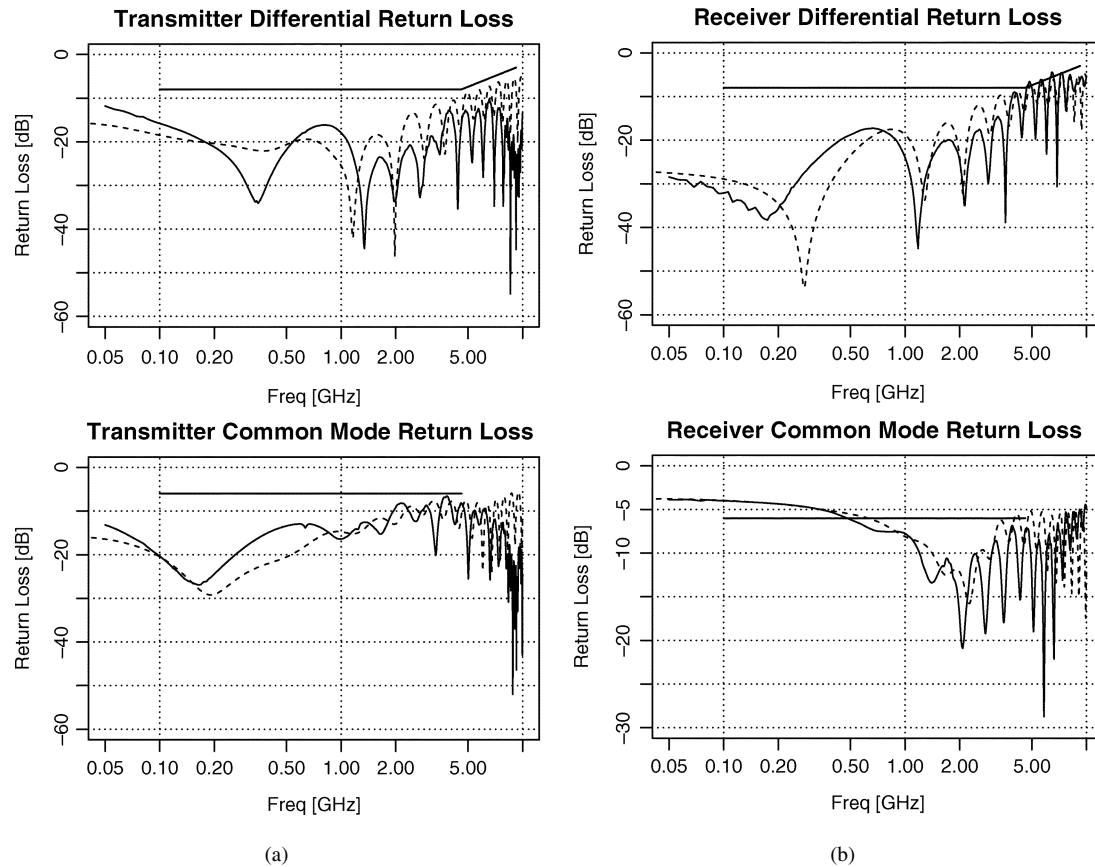 Transmitter Differential Return Loss
0
−20
−40
−60
Return Loss [dB]
0.05 0.10 0.20 0.50 1.00 2.00 5.00
Freq [GHz]
Receiver Differential Return Loss
0
−20
−40
−60
Return Loss [dB]
0.05 0.10 0.20 0.50 1.00 2.00 5.00
Freq [GHz]
Transmitter Common Mode Return Loss
0
−20
−40
−60
Return Loss [dB]
0.05 0.10 0.20 0.50 1.00 2.00 5.00
Freq [GHz]
Receiver Common Mode Return Loss
0
−5
−10
−20
−30
Return Loss [dB]
0.05 0.10 0.20 0.50 1.00 2.00 5.00
Freq [GHz]
(a)
(b)